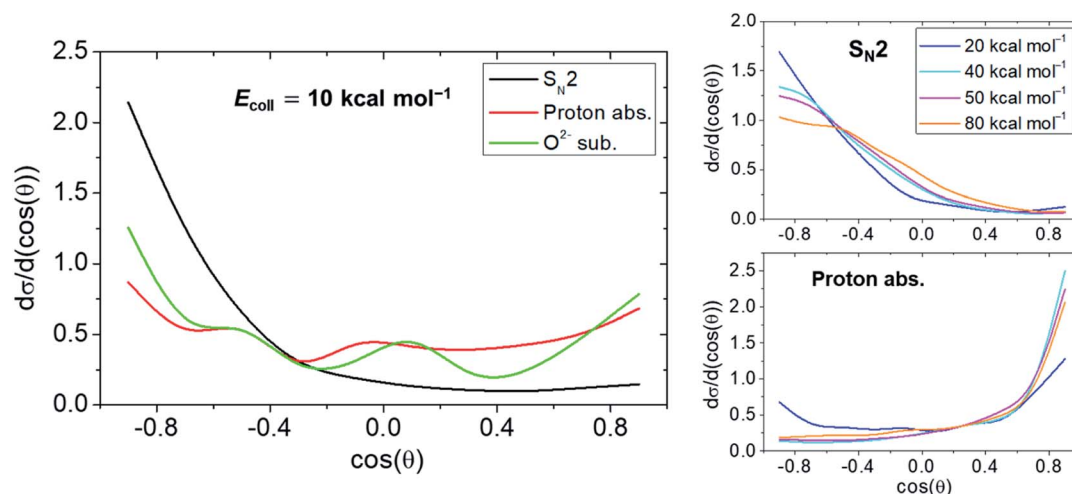 2.5
2.0
1.5
1.0
0.5
0.0
dσ/d(cos(θ))
E_coll = 10 kcal mol⁻¹
S_N2
Proton abs.
O²⁻ sub.
-0.8 -0.4 0.0 0.4 0.8
cos(θ)
2.0
1.5
1.0
0.5
0.0
dσ/d(cos(θ))
S_N2
20 kcal mol⁻¹
40 kcal mol⁻¹
50 kcal mol⁻¹
80 kcal mol⁻¹
-0.8 -0.4 0.0 0.4 0.8
2.5
2.0
1.5
1.0
0.5
0.0
dσ/d(cos(θ))
Proton abs.
-0.8 -0.4 0.0 0.4 0.8
cos(θ)